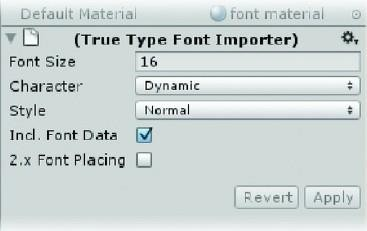 Default Material font material
(True Type Font Importer)
Font Size 16
Character Dynamic
Style Normal
Incl. Font Data
2.x Font Placing
Revert Apply